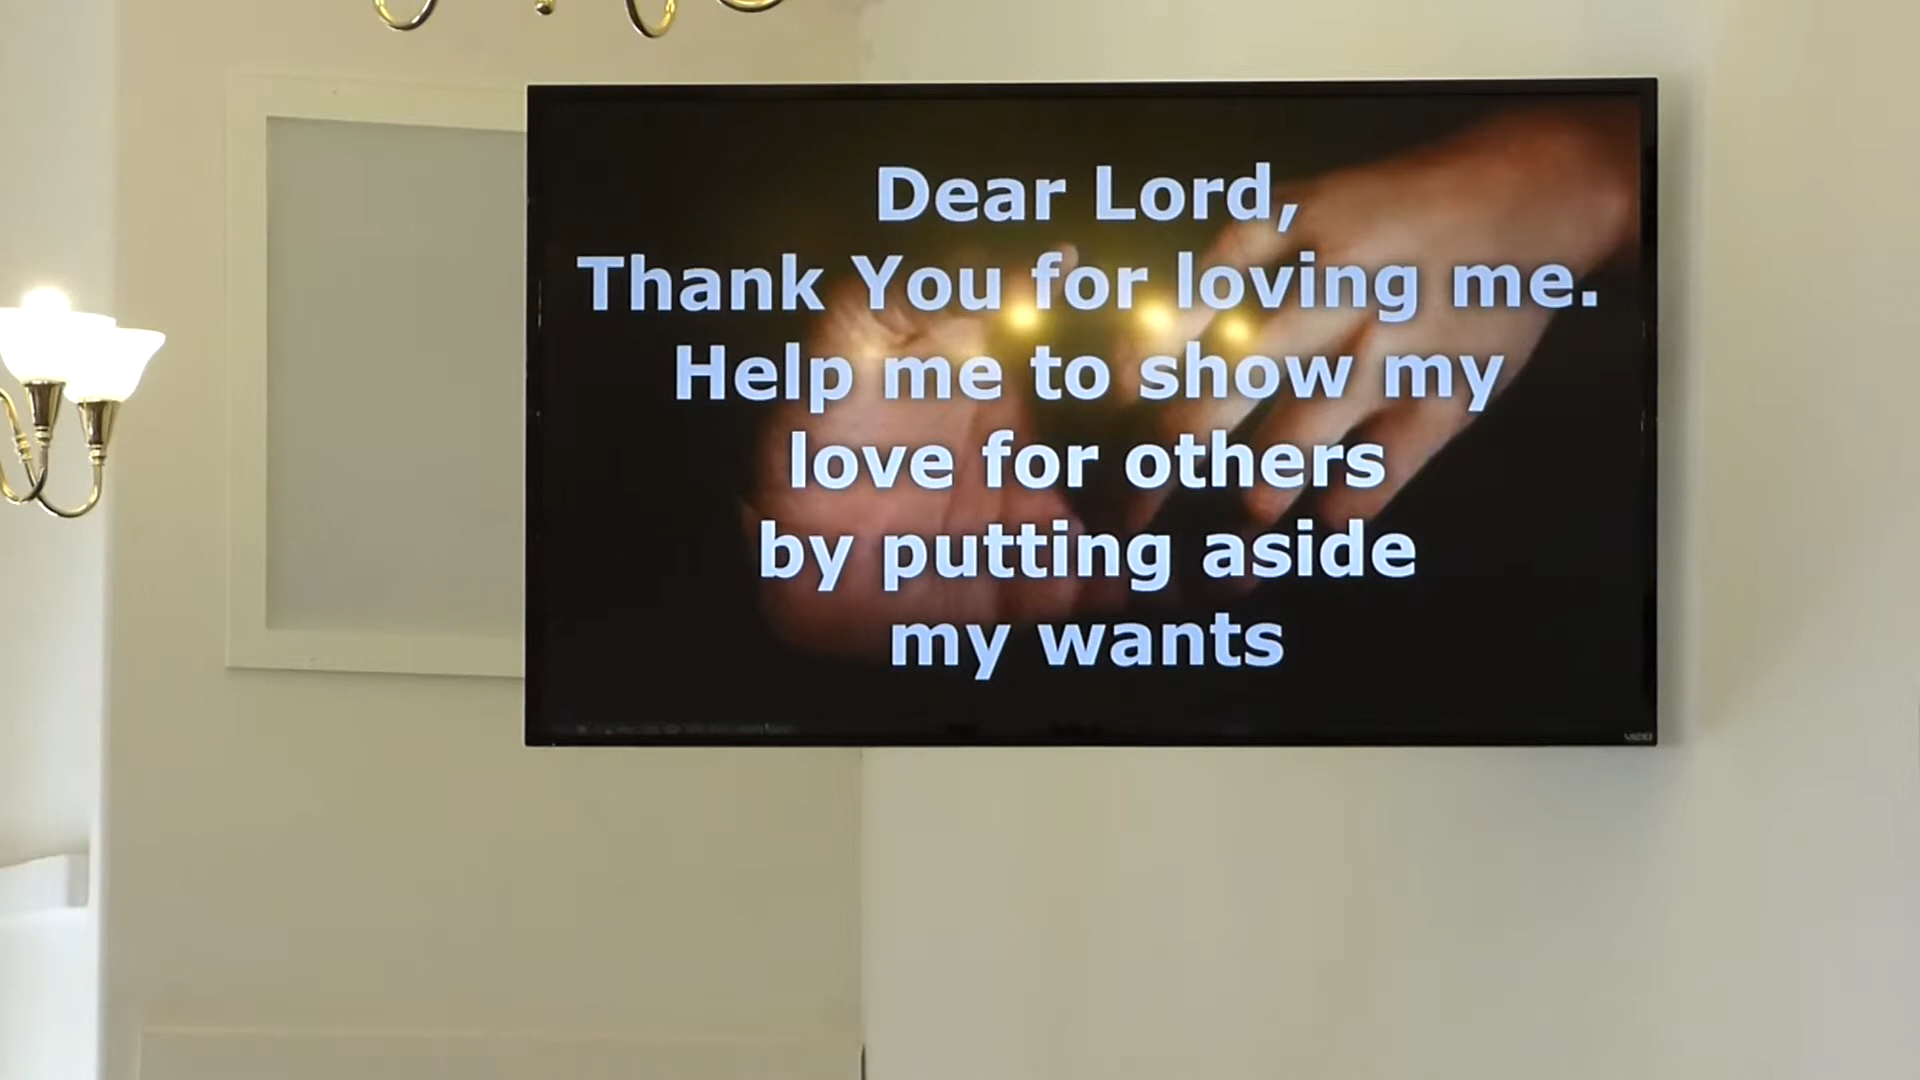 Dear Lord,
Thank You for loving me.
Help me to show my
love for others
by putting aside
my wants
VIZIO